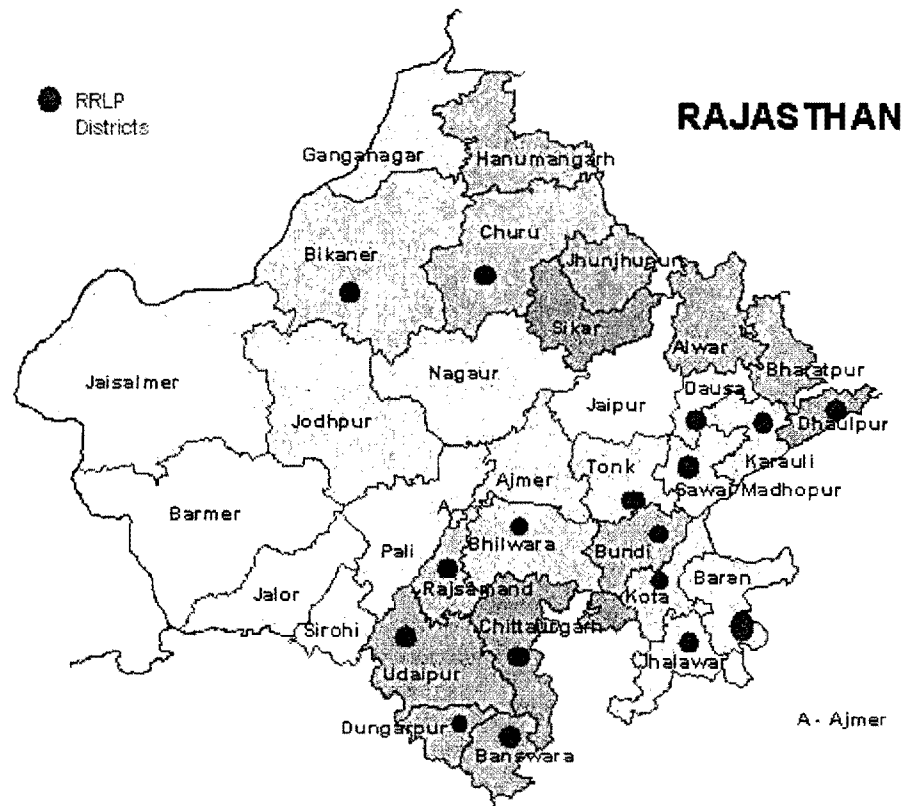 RRLP
Districts
RAJASTHAN
Ganganagar
Hanumangarh
Churu
Bikaner
Jhunjhunun
Sikar
Alwar
Bharatpur
Nagaur
Jaisalmer
Dausa
Jaipur
Jodhpur
Dhaulpur
Karauli
Tonk
Ajmer
Sawai Madhopur
Barmer
A
Bhilwara
Bundi
Pali
Baran
Rajsamand
Kota
Jalor
Sirohi
Chittaurgarh
Jhalawar
Udaipur
A - Ajmer
Dungarpur
Banswara